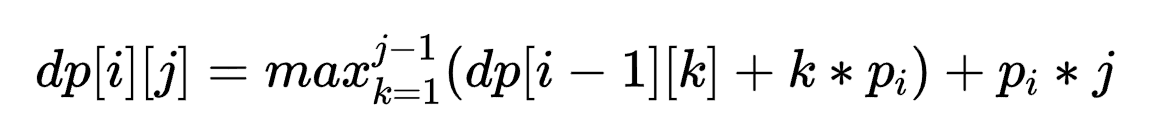 dp[i][j] = max_{k=1}^{j-1}(dp[i − 1][k] + k ∗ p_i) + p_i ∗ j